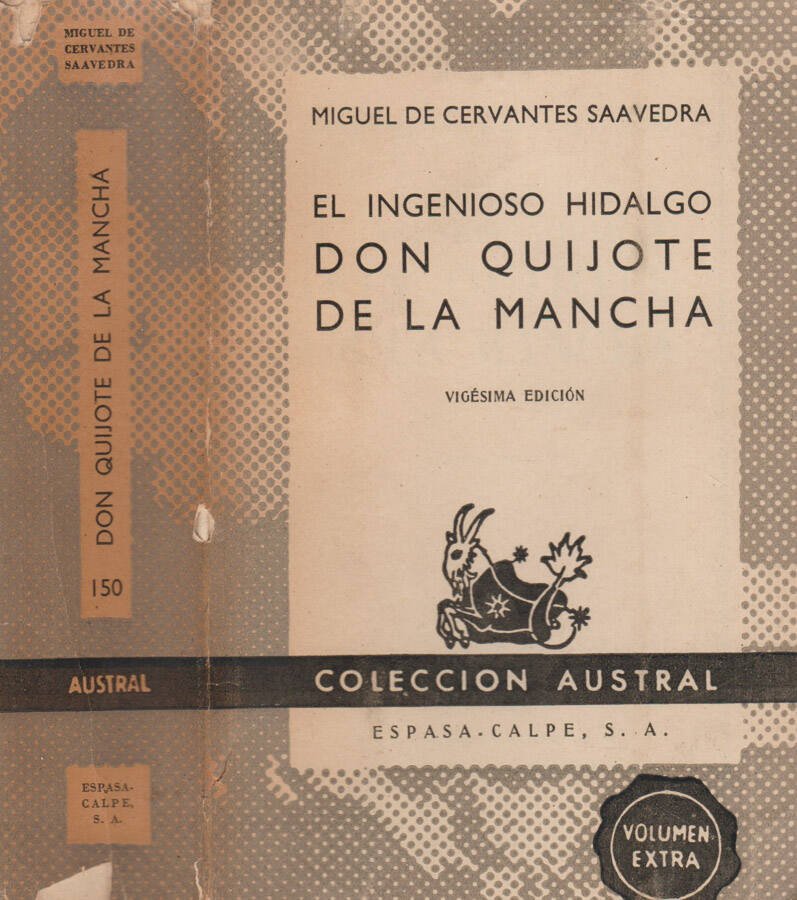 MIGUEL DE
CERVANTES
SAAVEDRA
DON QUIJOTE DE LA MANCHA
150
AUSTRAL
ESPASA-
CALPE,
S. A.
MIGUEL DE CERVANTES SAAVEDRA
EL INGENIOSO HIDALGO
DON QUIJOTE
DE LA MANCHA
VIGÉSIMA EDICIÓN
COLECCION AUSTRAL
ESPASA-CALPE, S. A.
VOLUMEN
EXTRA